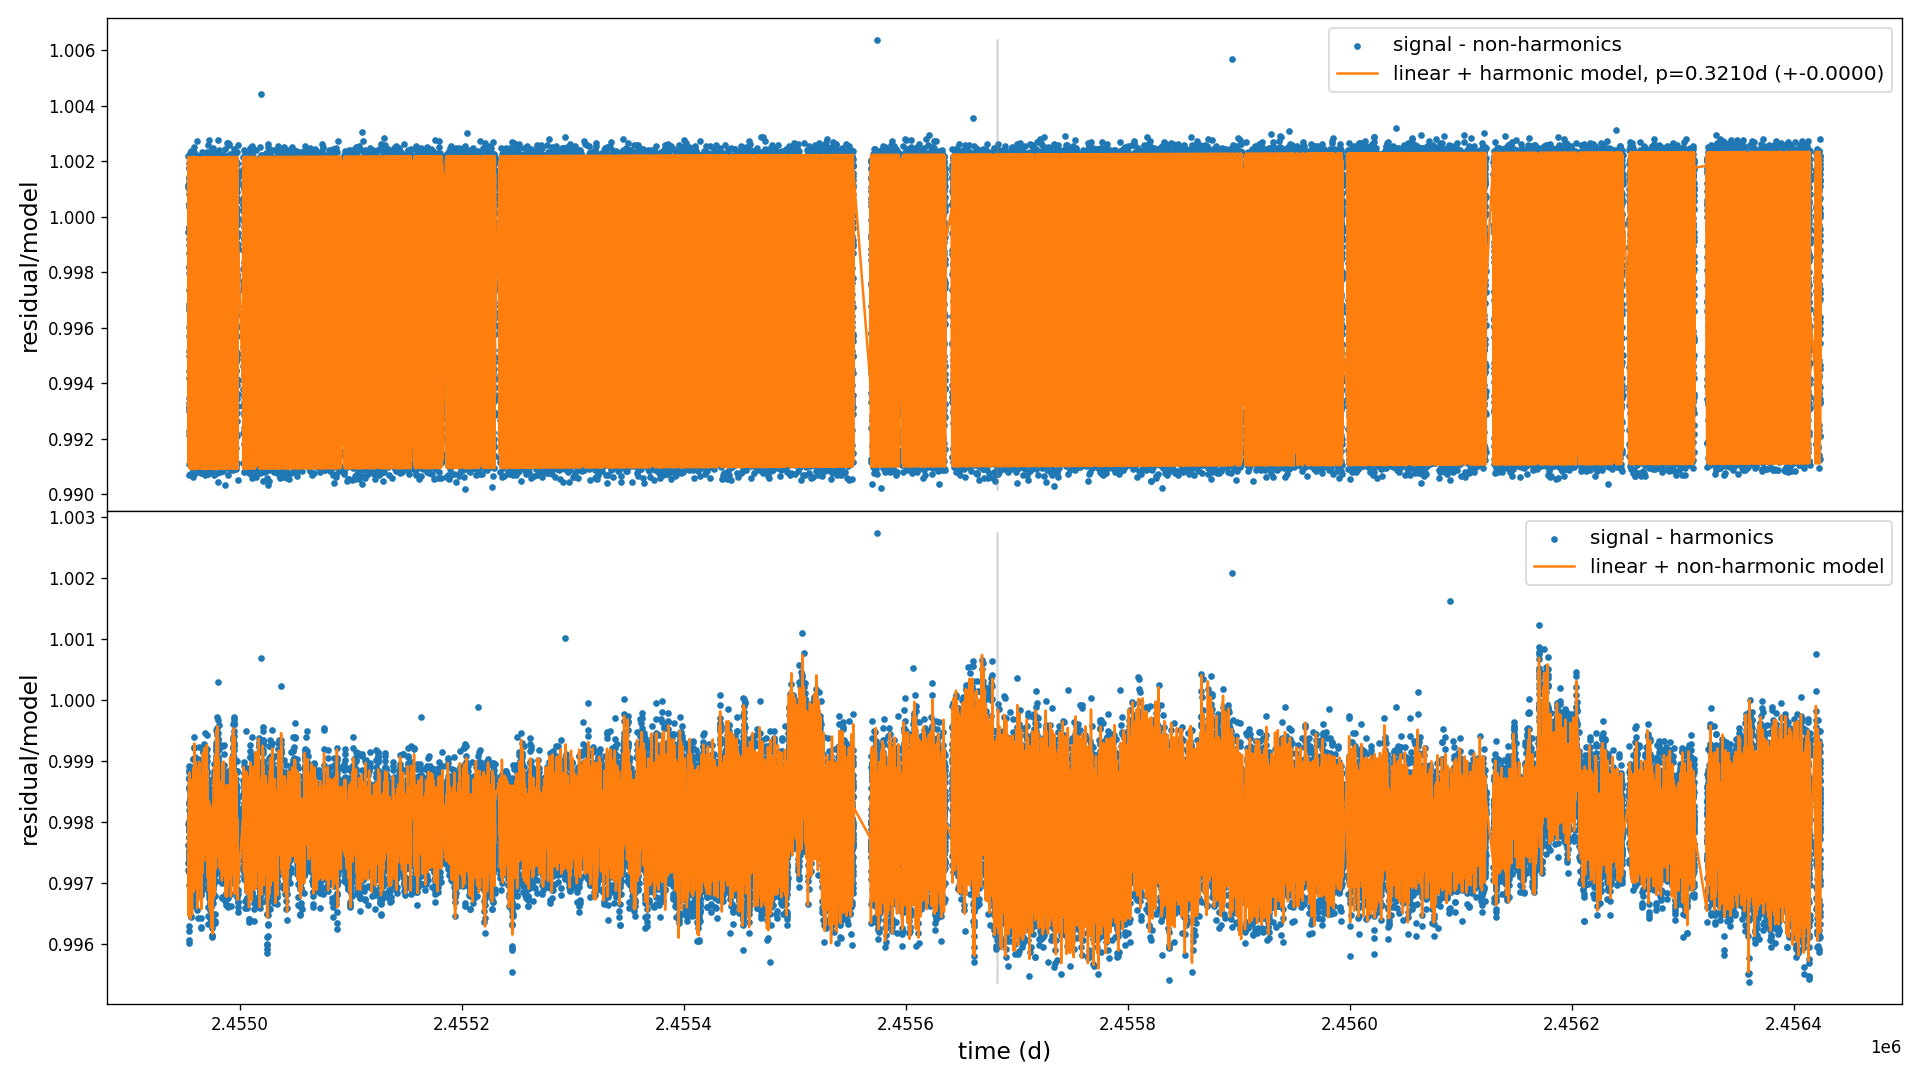 1.006
1.004
1.002
1.000
0.998
0.996
0.994
0.992
0.990
residual/model
signal - non-harmonics
linear + harmonic model, p=0.3210d (+-0.0000)
1.003
1.002
1.001
1.000
0.999
0.998
0.997
0.996
residual/model
signal - harmonics
linear + non-harmonic model
2.4550 2.4552 2.4554 2.4556 2.4558 2.4560 2.4562 2.4564
1e6
time (d)